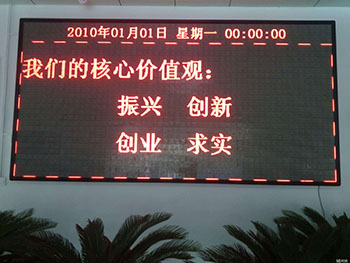 2010年01月01日 星期一 00:00:00
我们的核心价值观：
振兴 创新
创业 求实